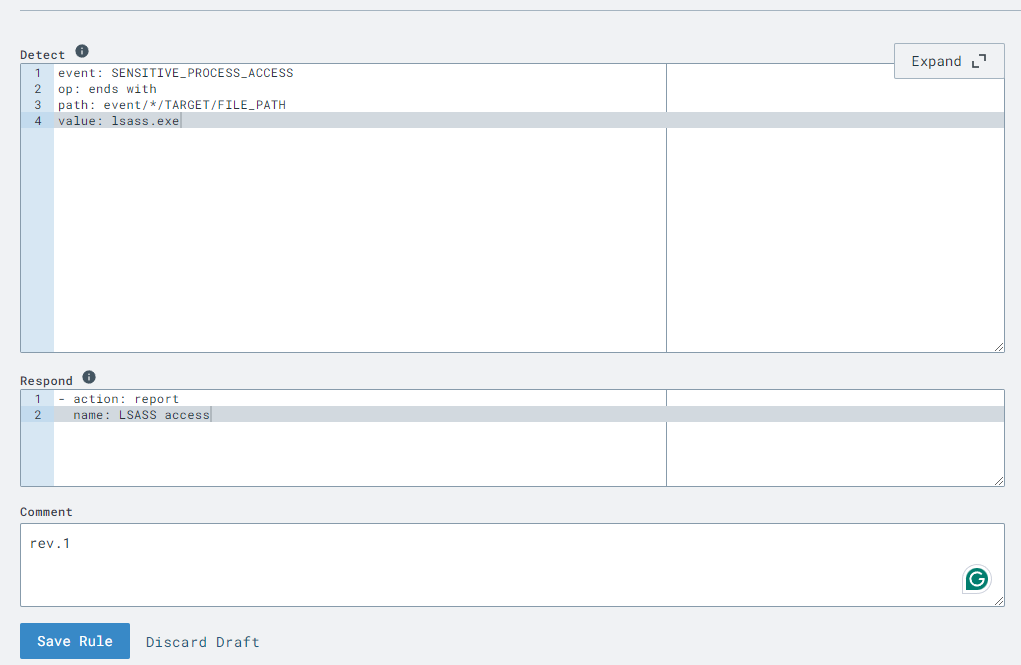 Detect
Expand
1 event: SENSITIVE_PROCESS_ACCESS
2 op: ends with
3 path: event/*/TARGET/FILE_PATH
4 value: lsass.exe
Respond
1 - action: report
2   name: LSASS access
Comment
rev.1
Save Rule Discard Draft